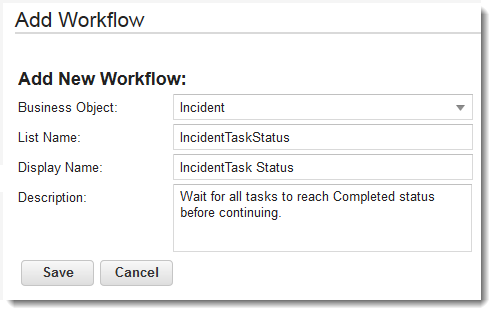 Add Workflow
Add New Workflow:
Business Object: Incident
List Name: IncidentTaskStatus
Display Name: IncidentTask Status
Description: Wait for all tasks to reach Completed status
before continuing.
Save Cancel